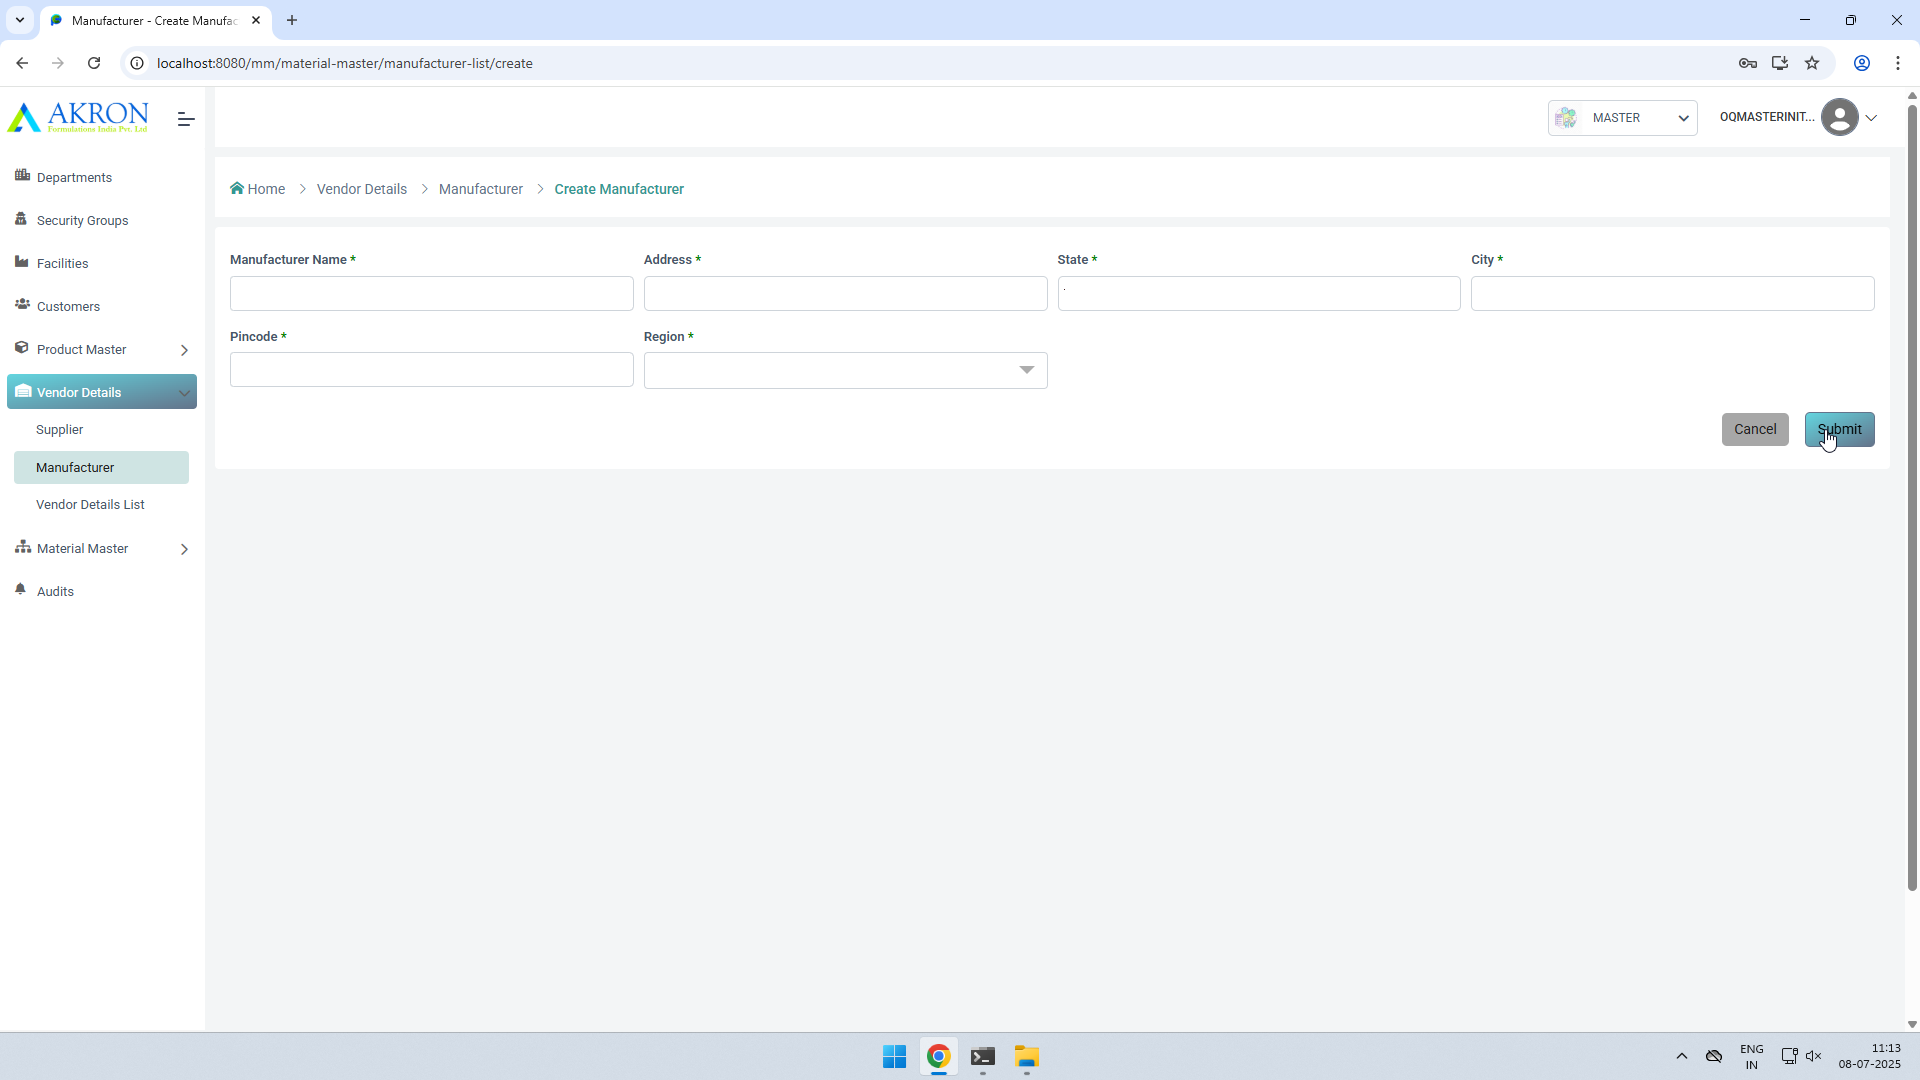 Manufacturer - Create Manufac
localhost:8080/mm/material-master/manufacturer-list/create
AKRON
Formulations India Pvt. Ltd
MASTER
OQMASTERINIT...
Home
Vendor Details
Manufacturer
Create Manufacturer
Departments
Security Groups
Facilities
Customers
Product Master
Vendor Details
Supplier
Manufacturer
Vendor Details List
Material Master
Audits
Manufacturer Name *
Address *
State *
City *
Pincode *
Region *
Cancel
Submit
ENG
IN
11:13
08-07-2025